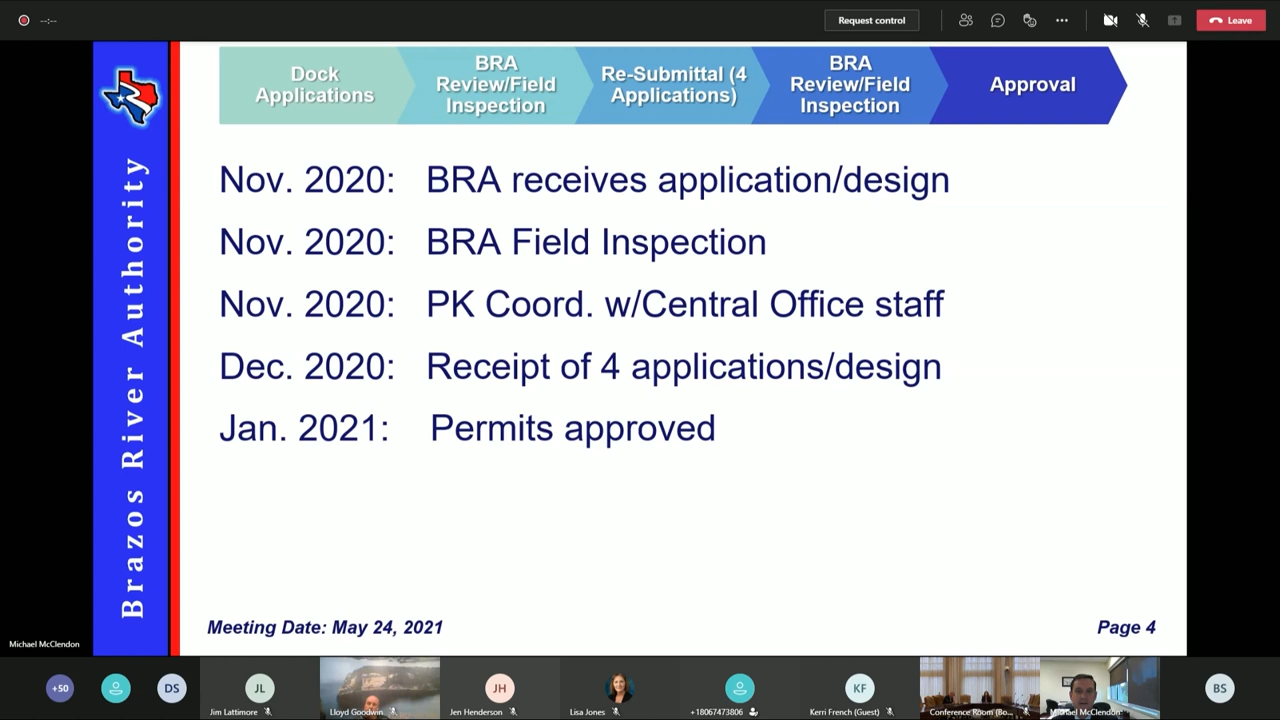 --:--
Request control
Leave
Dock
Applications
BRA
Review/Field
Inspection
Re-Submittal (4
Applications)
BRA
Review/Field
Inspection
Approval
Brazos River Authority
Nov. 2020: BRA receives application/design
Nov. 2020: BRA Field Inspection
Nov. 2020: PK Coord. w/Central Office staff
Dec. 2020: Receipt of 4 applications/design
Jan. 2021: Permits approved
Meeting Date: May 24, 2021
Page 4
Michael McClendon
+50
DS
JL
Jim Lattimore
Lloyd Goodwin
JH
Jen Henderson
Lisa Jones
+18067473806
KF
Kerri French (Guest)
Conference Room (Bo...
Michael McClendon
BS